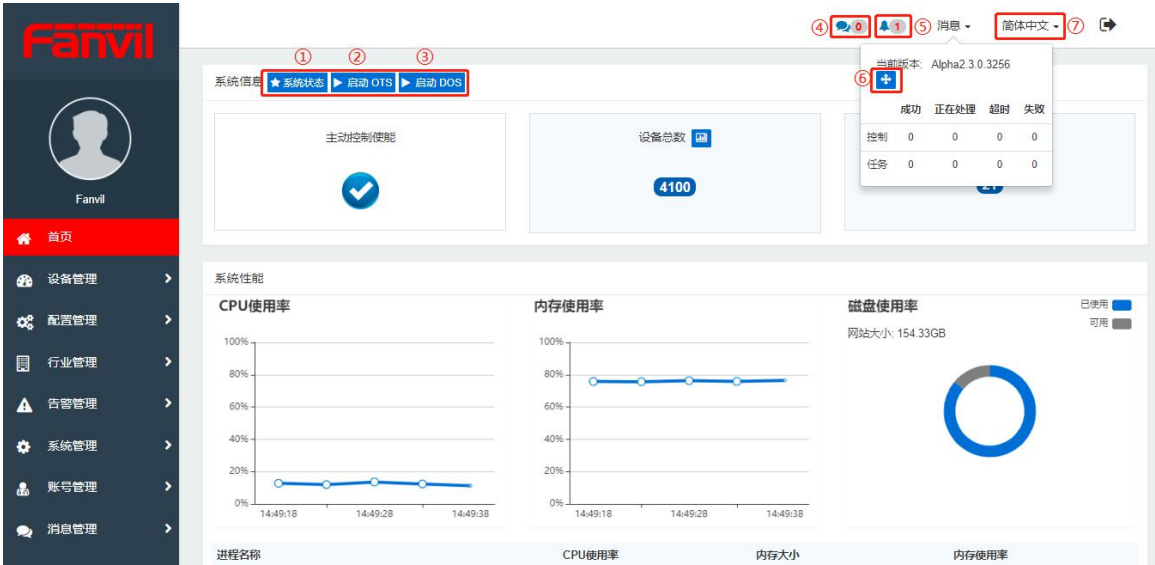 Fanvil
④ 0 1 ⑤ 消息 简体中文 ⑦
① ② ③
系统信息 系统状态 启动 OTS 启动 DOS
当前版本: Alpha2.3.0.3256
⑥
成功 正在处理 超时 失败
控制 0 0 0 0
任务 0 0 0 0
主动控制使能
设备总数
4100
21
Fanvil
首页
设备管理
配置管理
行业管理
告警管理
系统管理
账号管理
消息管理
系统性能
CPU使用率
100%
80%
60%
40%
20%
0%
14:49:18 14:49:28 14:49:38
内存使用率
100%
80%
60%
40%
20%
0%
14:49:18 14:49:28 14:49:38
磁盘使用率
已使用
可用
网站大小: 154.33GB
进程名称 CPU使用率 内存大小 内存使用率